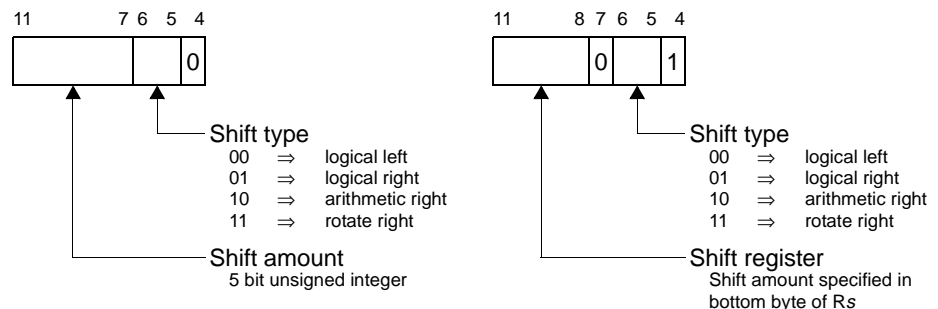 11 7 6 5 4
0
Shift type
00 ⇒ logical left
01 ⇒ logical right
10 ⇒ arithmetic right
11 ⇒ rotate right
Shift amount
5 bit unsigned integer
11 8 7 6 5 4
0 1
Shift type
00 ⇒ logical left
01 ⇒ logical right
10 ⇒ arithmetic right
11 ⇒ rotate right
Shift register
Shift amount specified in
bottom byte of Rs